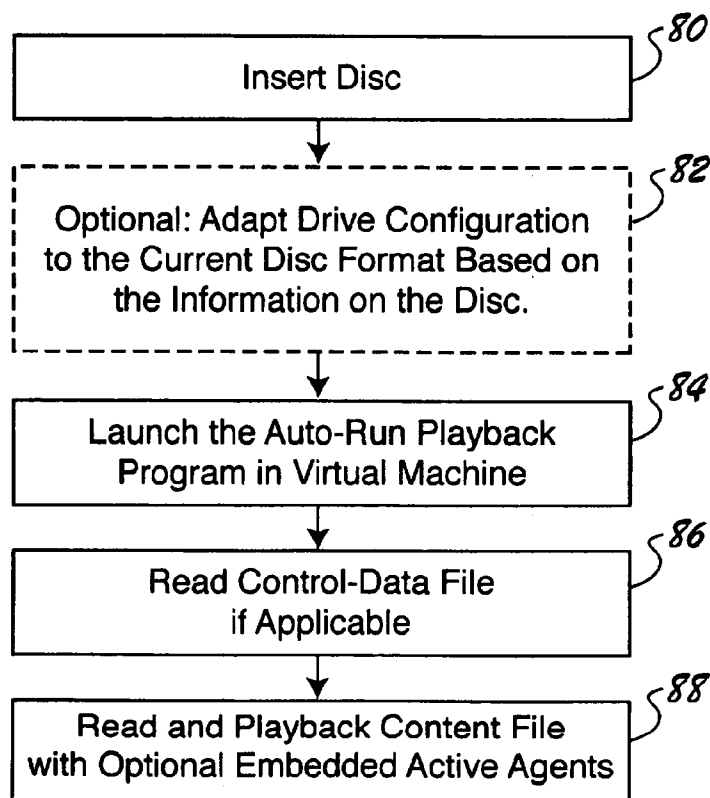 80
Insert Disc
82
Optional: Adapt Drive Configuration
to the Current Disc Format Based on
the Information on the Disc.
84
Launch the Auto-Run Playback
Program in Virtual Machine
86
Read Control-Data File
if Applicable
88
Read and Playback Content File
with Optional Embedded Active Agents